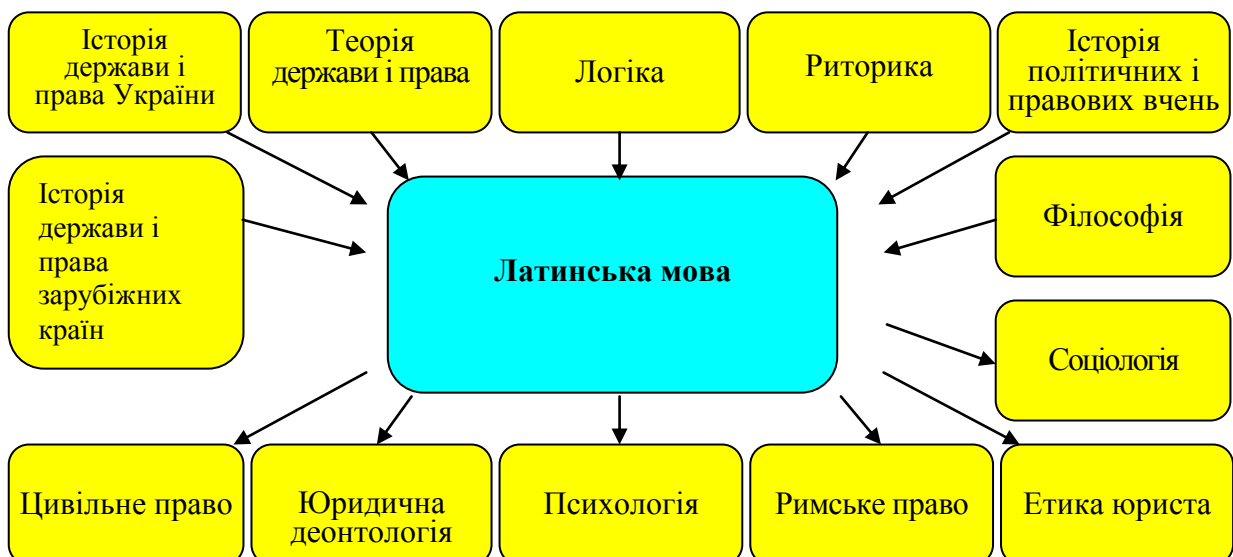 Історія
держави і
права України
Теорія
держави і права
Логіка
Риторика
Історія
політичних і
правових вчень
Історія
держави і
права
зарубіжних
країн
Латинська мова
Філософія
Соціологія
Цивільне право
Юридична
деонтологія
Психологія
Римське право
Етика юриста